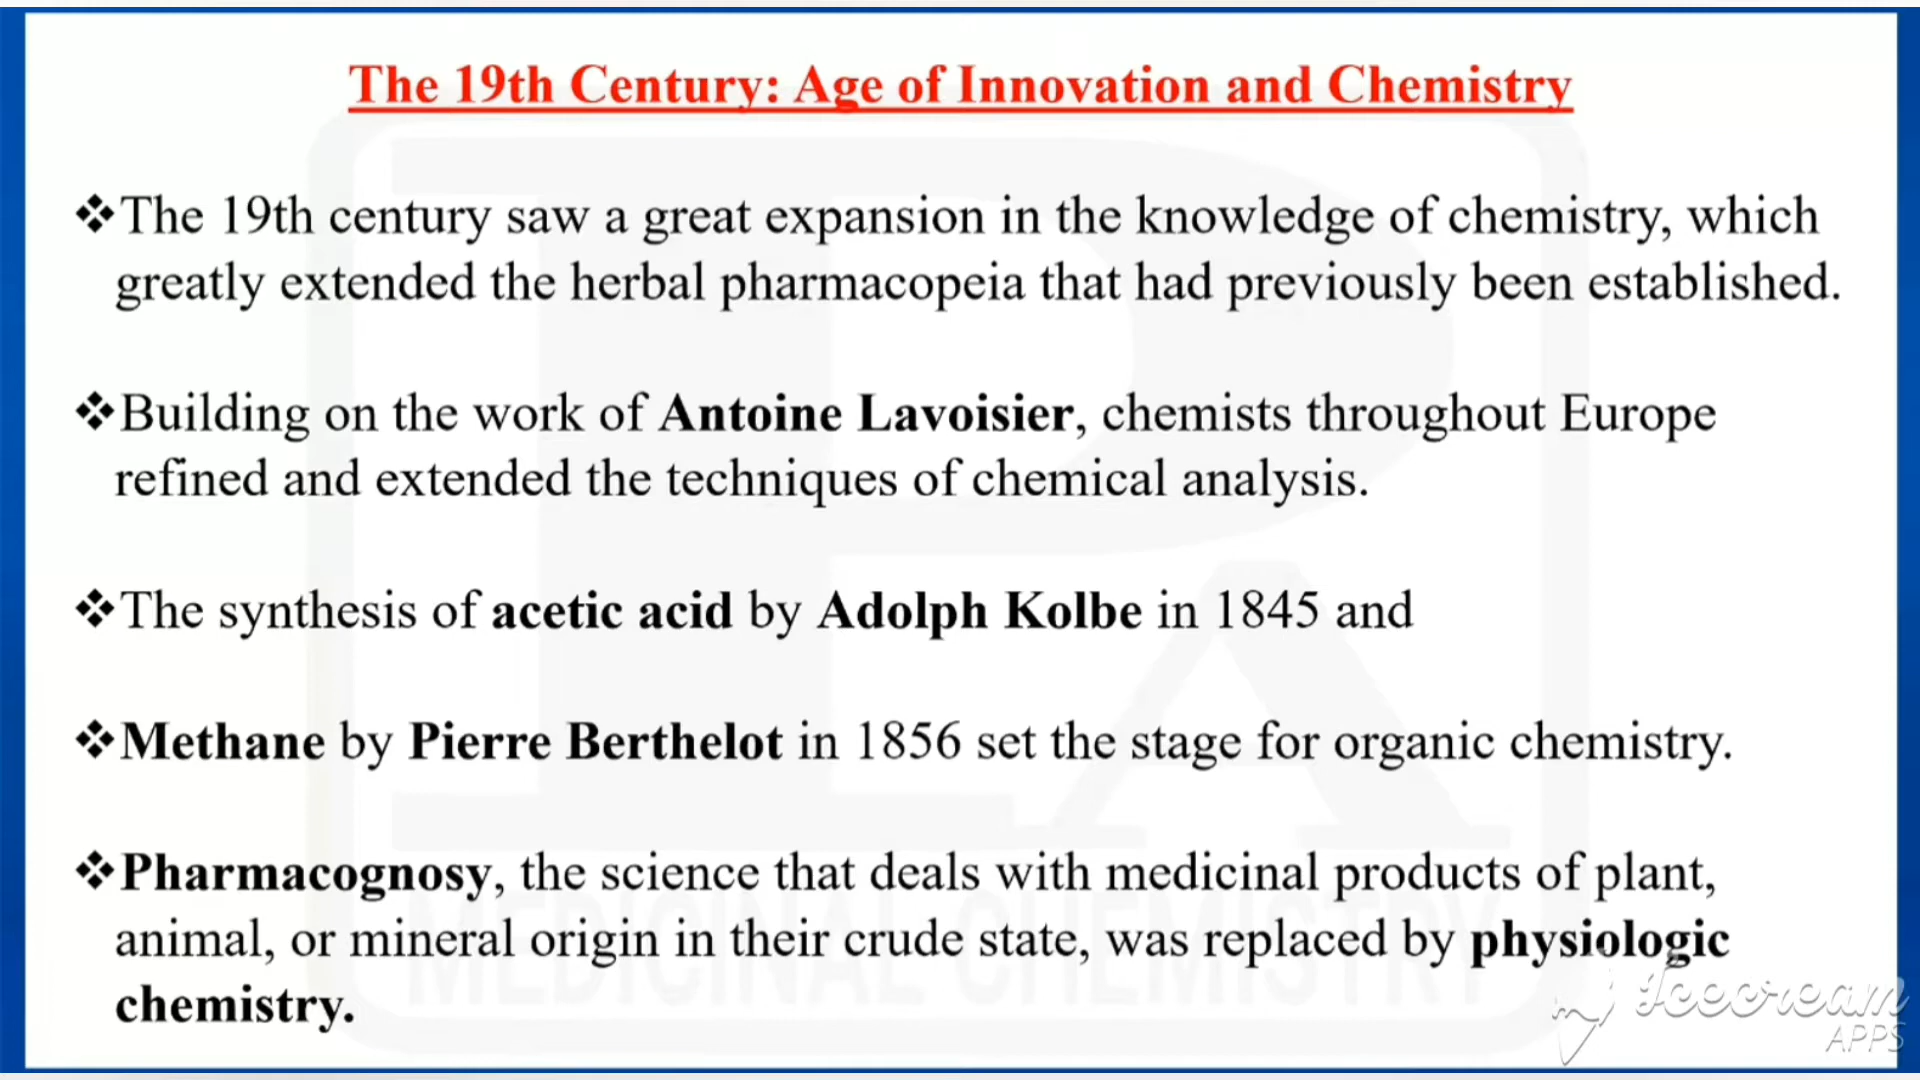 The 19th Century: Age of Innovation and Chemistry
❖The 19th century saw a great expansion in the knowledge of chemistry, which
greatly extended the herbal pharmacopeia that had previously been established.
❖Building on the work of Antoine Lavoisier, chemists throughout Europe
refined and extended the techniques of chemical analysis.
❖The synthesis of acetic acid by Adolph Kolbe in 1845 and
❖Methane by Pierre Berthelot in 1856 set the stage for organic chemistry.
❖Pharmacognosy, the science that deals with medicinal products of plant,
animal, or mineral origin in their crude state, was replaced by physiologic
chemistry.
MEDICINAL CHEMISTRY
Icecream
APPS